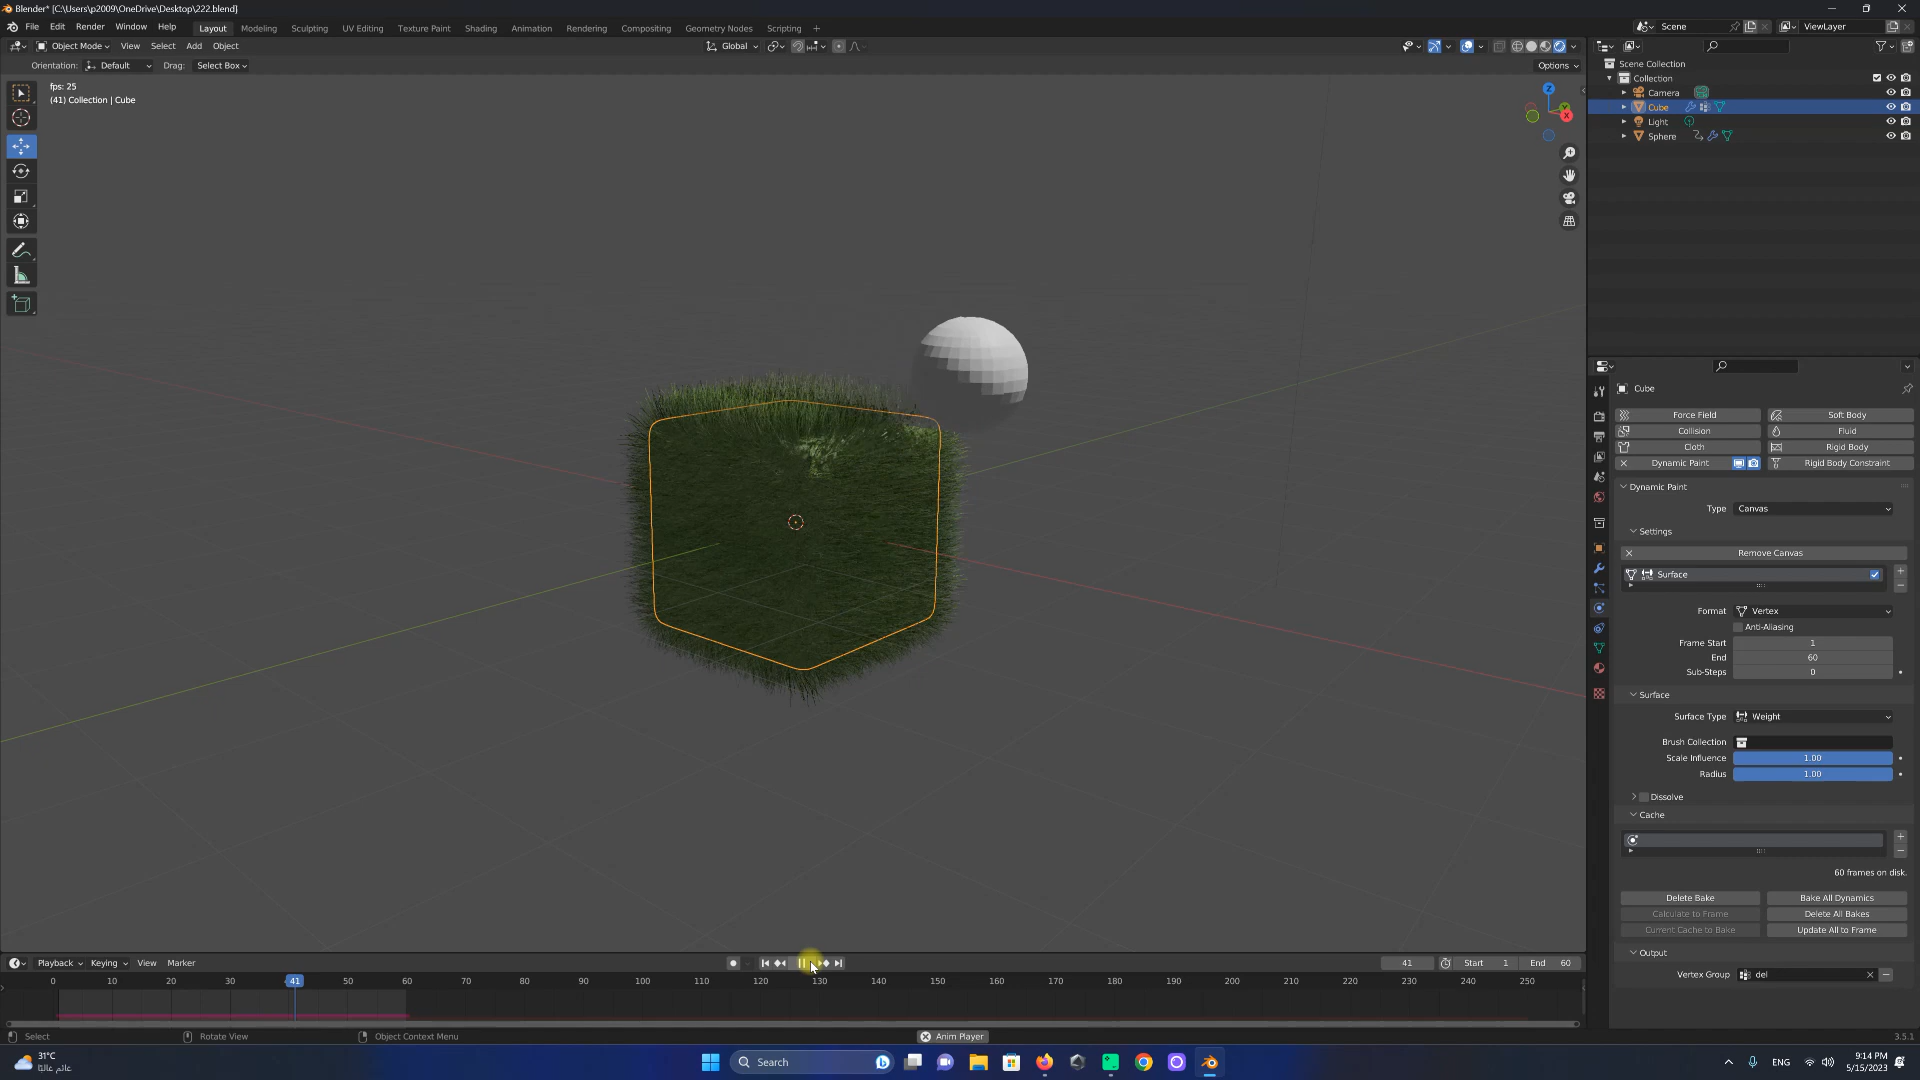 Blender* [C:\Users\p2009\OneDrive\Desktop\222.blend]
File Edit Render Window Help Layout Modeling Sculpting UV Editing Texture Paint Shading Animation Rendering Compositing Geometry Nodes Scripting + Scene ViewLayer
Object Mode View Select Add Object Global
Orientation: Default Drag: Select Box Options
fps: 25
(41) Collection | Cube
Z
Y
X
Scene Collection
Collection
Camera
Cube
Light
Sphere
Cube
Force Field Soft Body
Collision Fluid
Cloth Rigid Body
Dynamic Paint Rigid Body Constraint
Dynamic Paint
Type Canvas
Settings
Remove Canvas
Surface
Format Vertex
Anti-Aliasing
Frame Start 1
End 60
Sub-Steps 0
Surface
Surface Type Weight
Brush Collection
Scale Influence 1.00
Radius 1.00
Dissolve
Cache
60 frames on disk.
Delete Bake Bake All Dynamics
Calculate to Frame Delete All Bakes
Current Cache to Bake Update All to Frame
Output
Vertex Group del
Playback Keying View Marker 41 Start 1 End 60
0 10 20 30 41 50 60 70 80 90 100 110 120 130 140 150 160 170 180 190 200 210 220 230 240 250
Select Rotate View Object Context Menu Anim Player 3.5.1
31°C
غائم غالبًا
Search
ENG
9:14 PM
5/15/2023